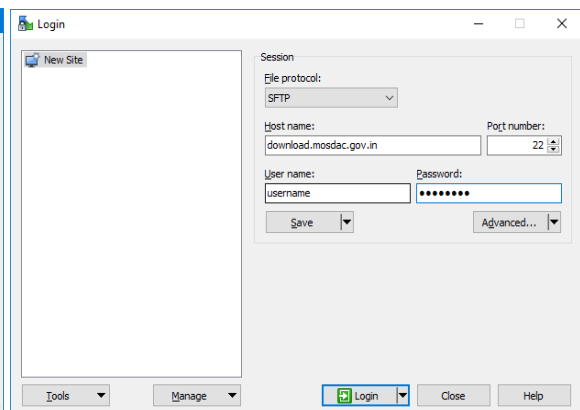 Login
New Site
Session
File protocol:
SFTP
Host name:
Port number:
download.mosdac.gov.in
22
User name:
Password:
username
••••••••
Save
Advanced...
Tools
Manage
Login
Close
Help